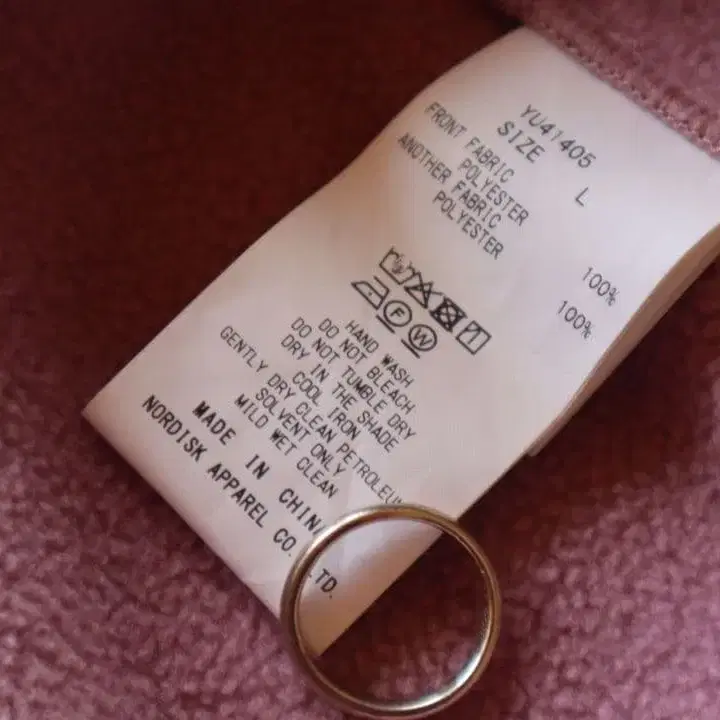 YU41405
SIZE L
FRONT FABRIC
POLYESTER 100%
ANOTHER FABRIC
POLYESTER 100%
F W
HAND WASH
DO NOT BLEACH
DO NOT TUMBLE DRY
DRY IN THE SHADE
COOL IRON
GENTLY DRY CLEAN PETROLEUM
SOLVENT ONLY
MILD WET CLEAN
MADE IN CHINA
NORDISK APPAREL CO. LTD.